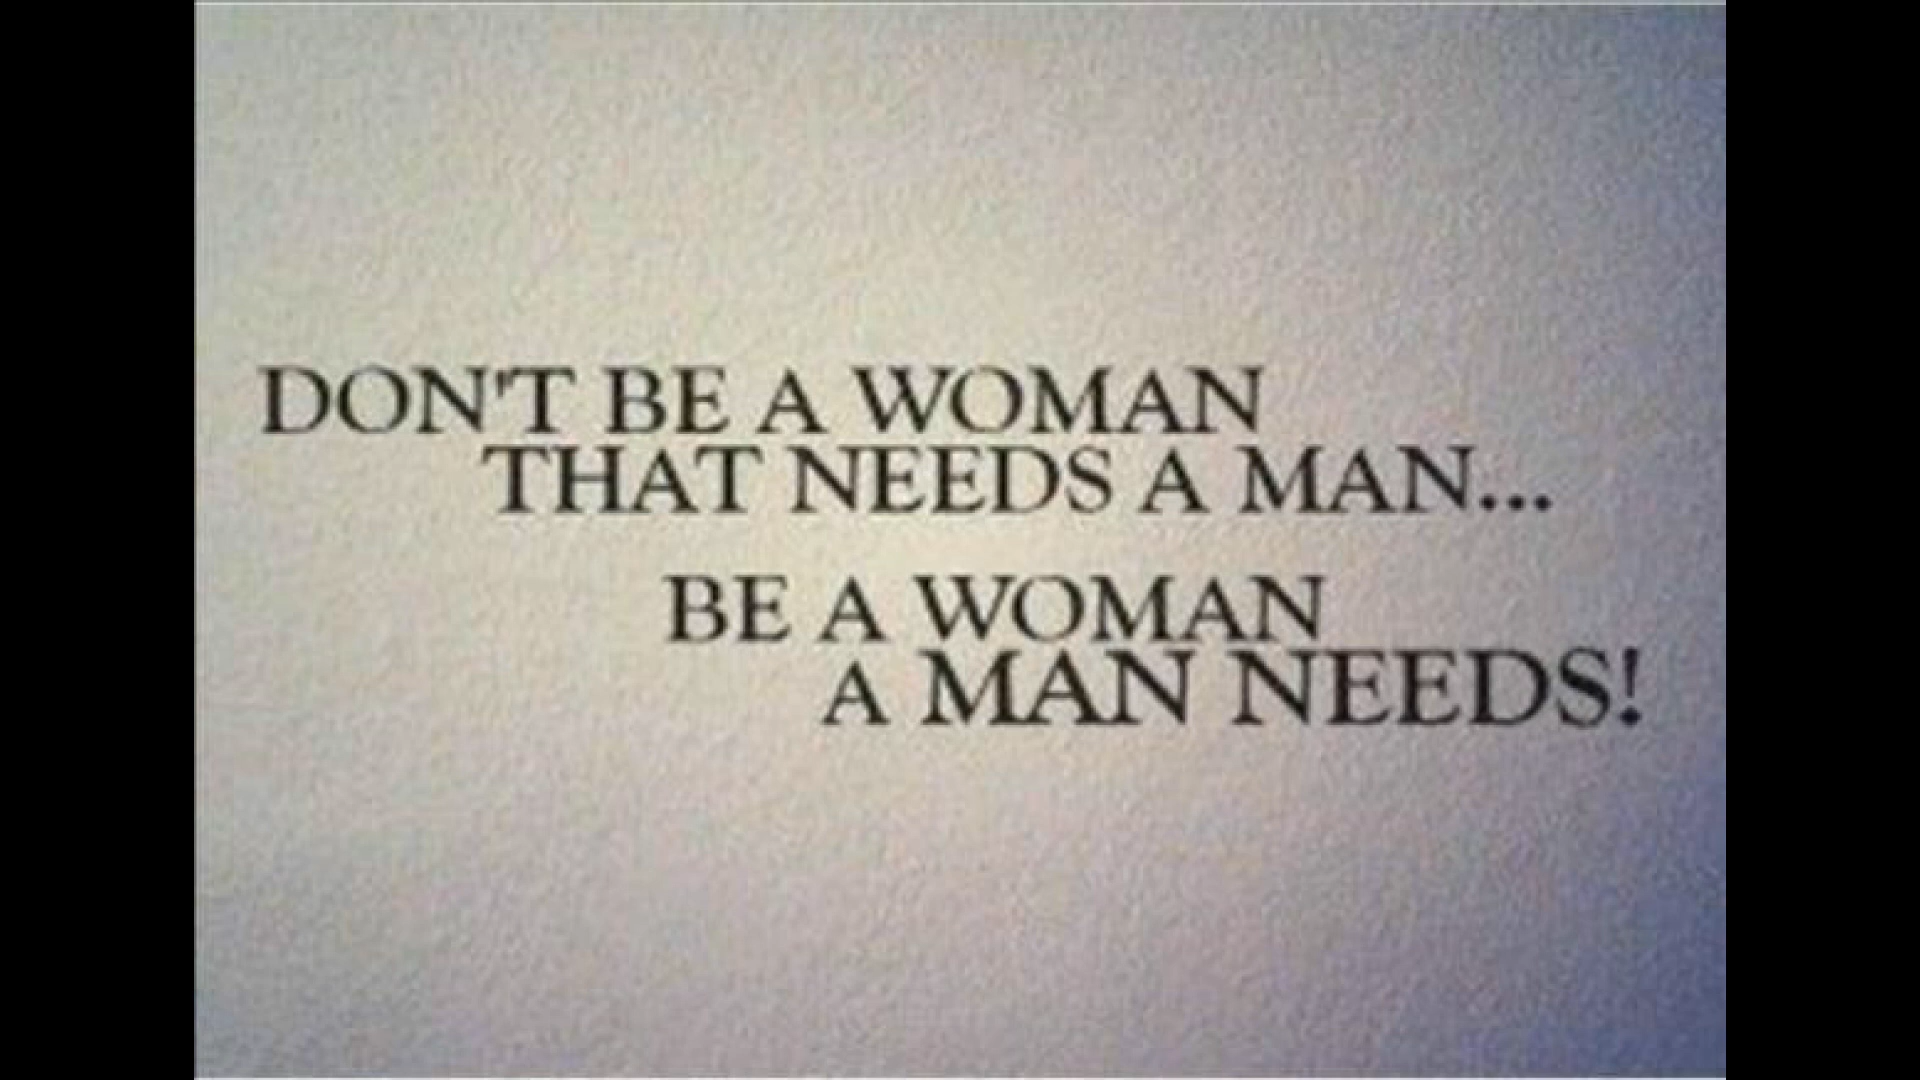 DON'T BE A WOMAN
THAT NEEDS A MAN...
BE A WOMAN
A MAN NEEDS!